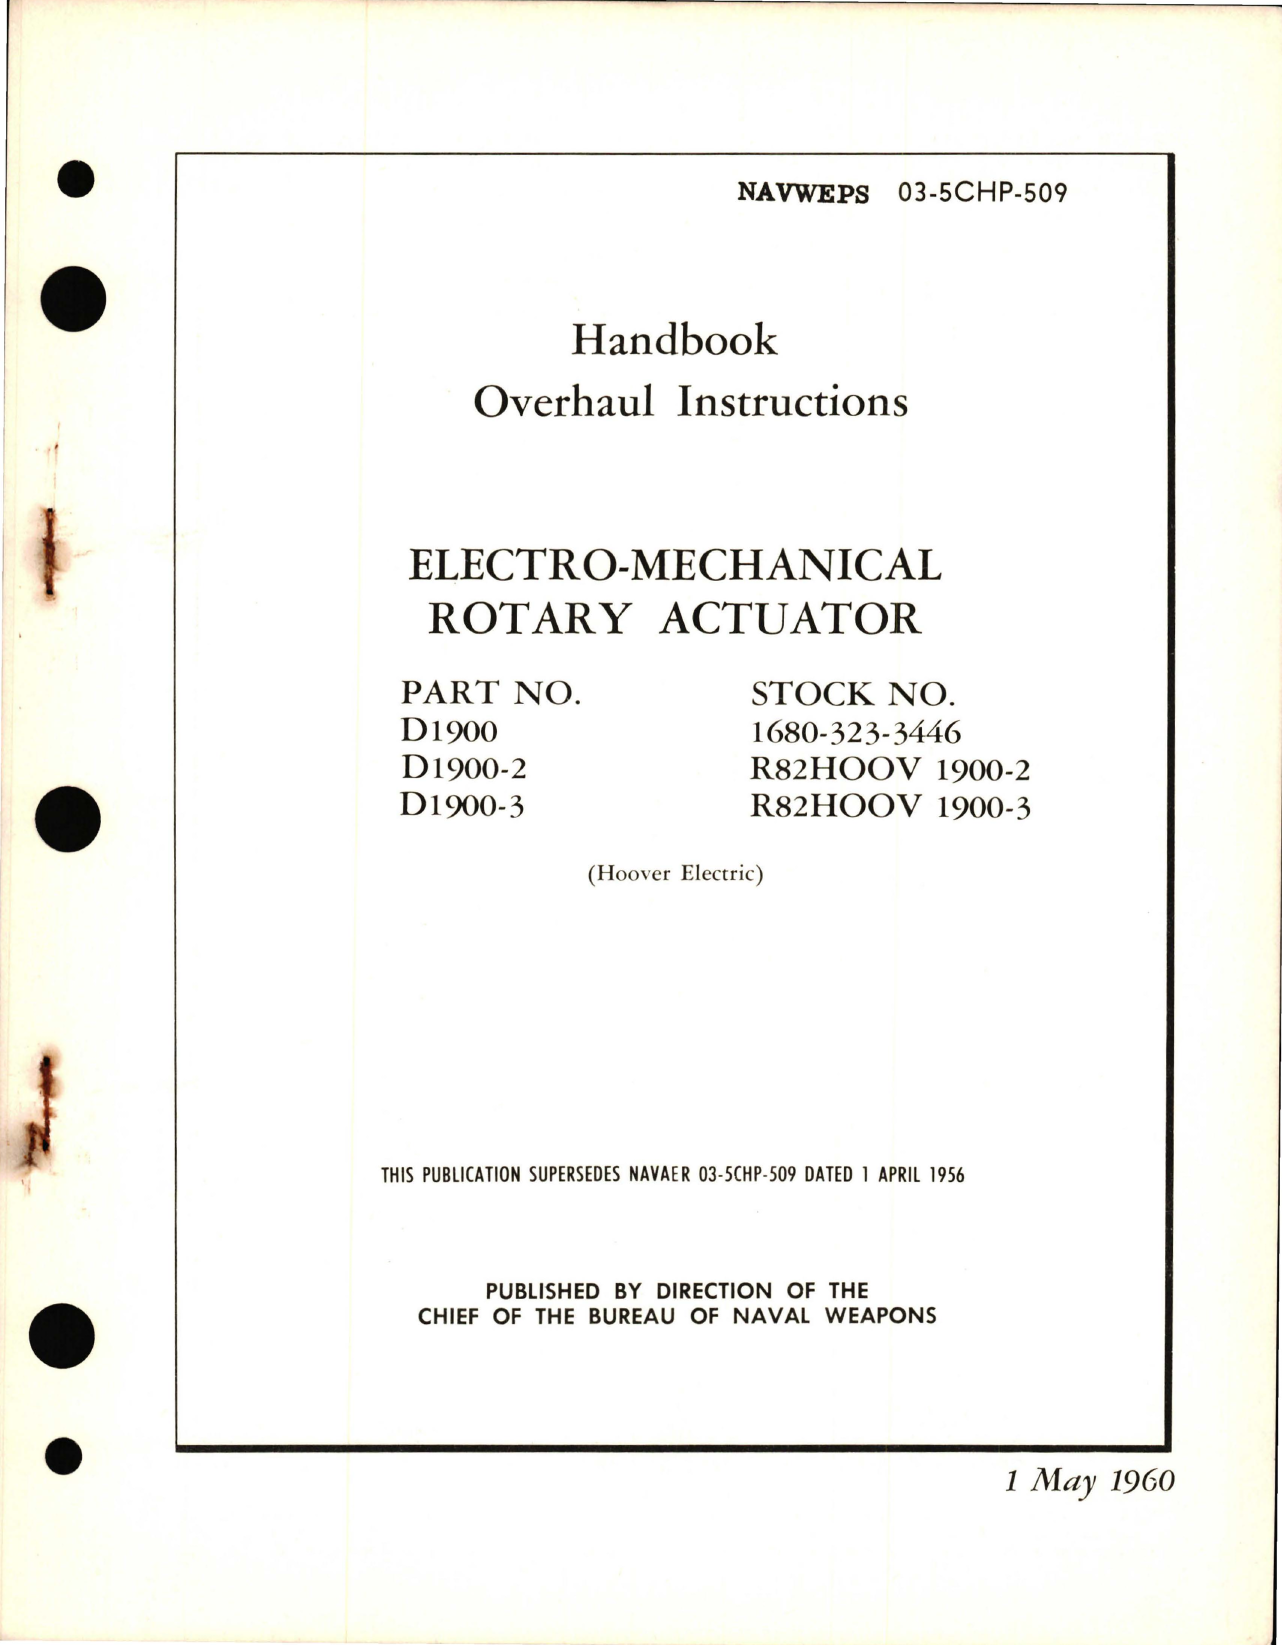 NAVWEPS 03-5CHP-509
Handbook
Overhaul Instructions
ELECTRO-MECHANICAL
ROTARY ACTUATOR
PART NO. STOCK NO.
D1900 1680-323-3446
D1900-2 R82HOOV 1900-2
D1900-3 R82HOOV 1900-3
(Hoover Electric)
THIS PUBLICATION SUPERSEDES NAVAER 03-5CHP-509 DATED 1 APRIL 1956
PUBLISHED BY DIRECTION OF THE
CHIEF OF THE BUREAU OF NAVAL WEAPONS
1 May 1960